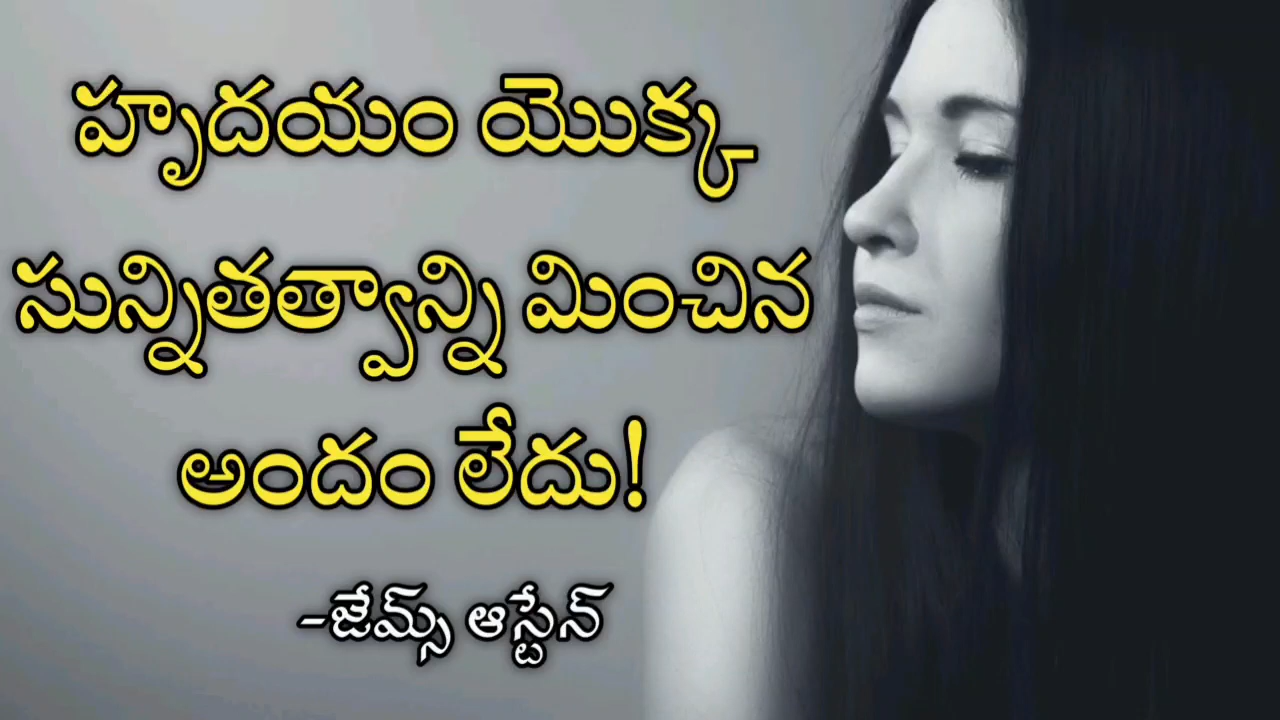 హృదయం యొక్క
సున్నితత్వాన్ని మించిన
అందం లేదు!
-జేమ్స్ ఆస్టేన్